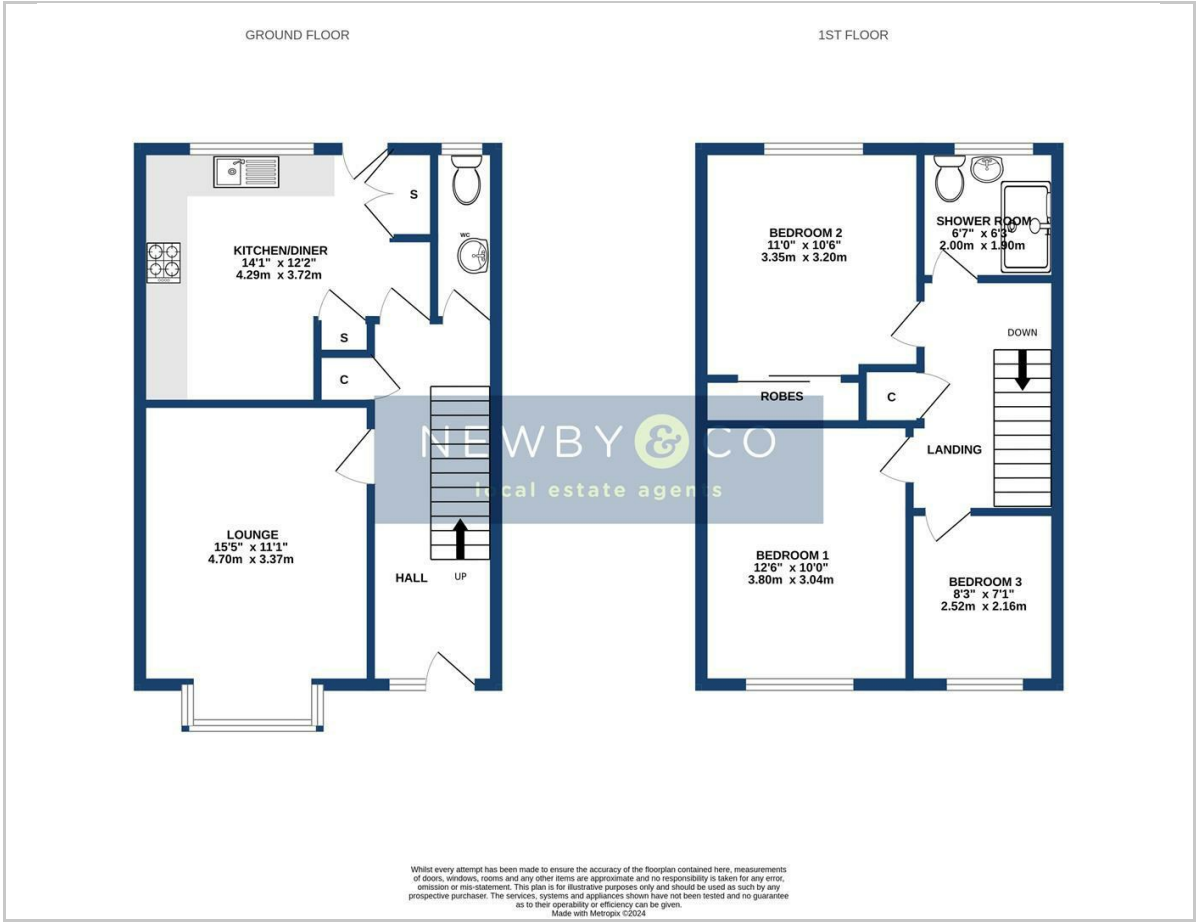 GROUND FLOOR
1ST FLOOR
S
WC
KITCHEN/DINER
14'1" x 12'2"
4.29m x 3.72m
S
C
LOUNGE
15'5" x 11'1"
4.70m x 3.37m
HALL
UP
BEDROOM 2
11'0" x 10'6"
3.35m x 3.20m
SHOWER ROOM
6'7" x 6'3"
2.00m x 1.90m
DOWN
ROBES
C
LANDING
BEDROOM 1
12'6" x 10'0"
3.80m x 3.04m
BEDROOM 3
8'3" x 7'1"
2.52m x 2.16m
NEWBY & CO
local estate agents
Whilst every attempt has been made to ensure the accuracy of the floorplan contained here, measurements
of doors, windows, rooms and any other items are approximate and no responsibility is taken for any error,
omission or mis-statement. This plan is for illustrative purposes only and should be used as such by any
prospective purchaser. The services, systems and appliances shown have not been tested and no guarantee
as to their operability or efficiency can be given.
Made with Metropix ©2024